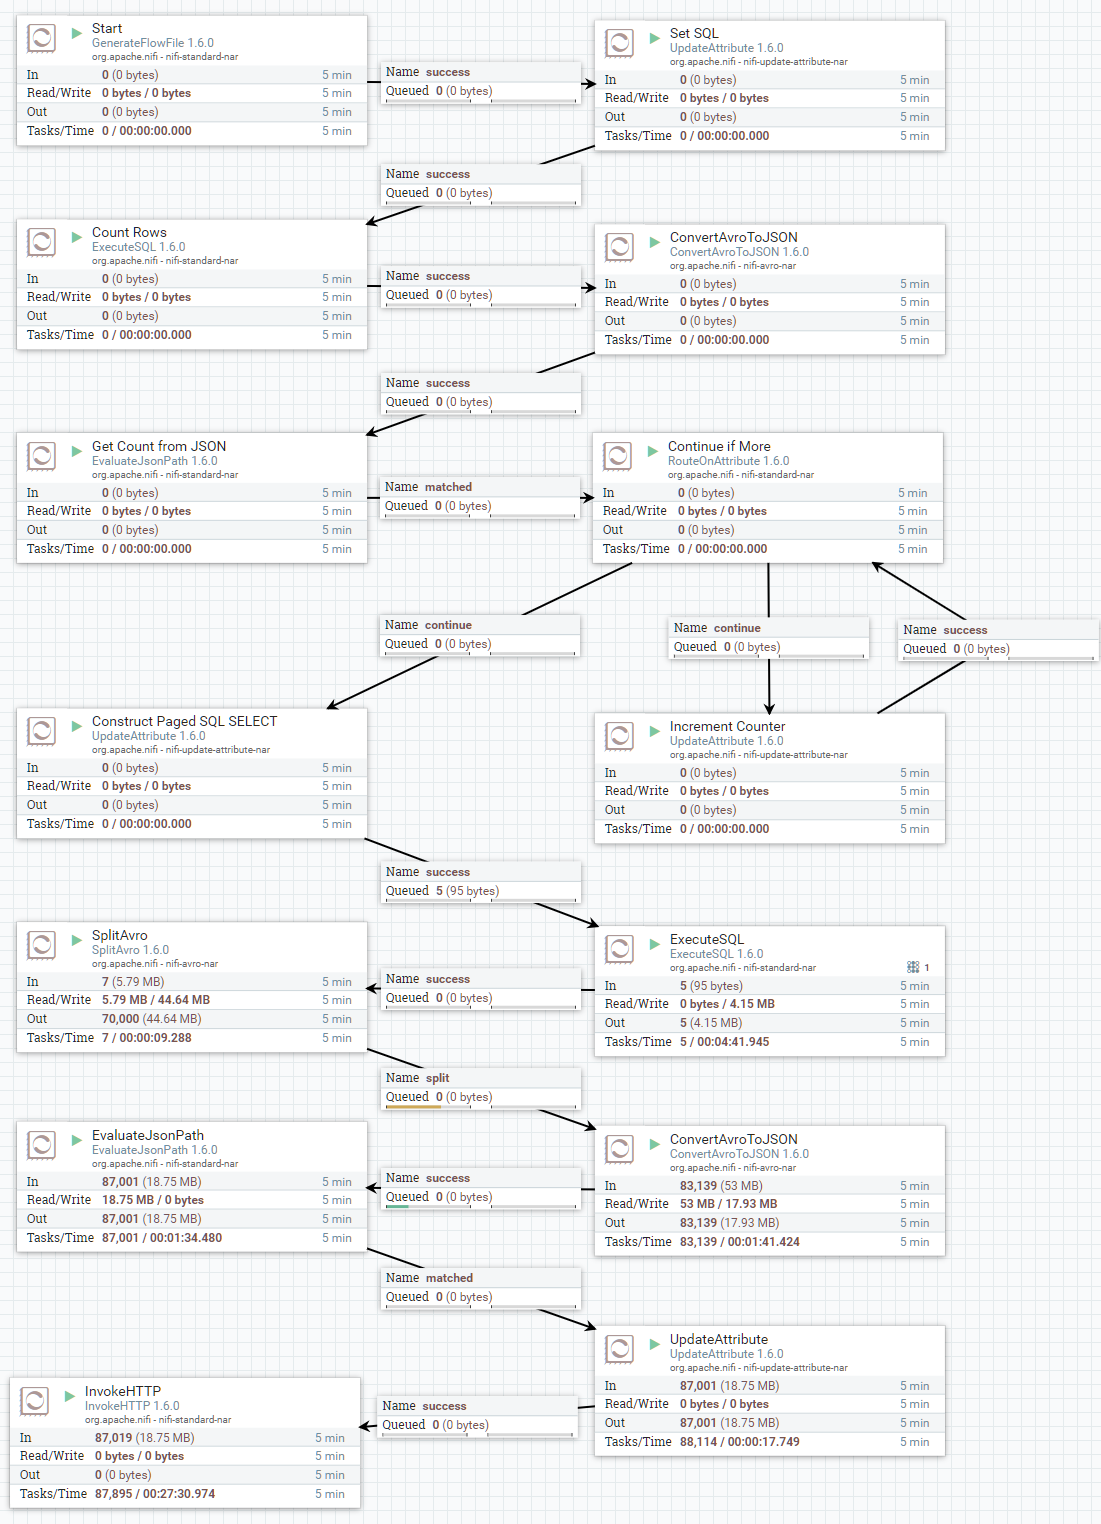 Start
GenerateFlowFile 1.6.0
org.apache.nifi - nifi-standard-nar
In 0 (0 bytes) 5 min
Read/Write 0 bytes / 0 bytes 5 min
Out 0 (0 bytes) 5 min
Tasks/Time 0 / 00:00:00.000 5 min
Name success
Queued 0 (0 bytes)
Set SQL
UpdateAttribute 1.6.0
org.apache.nifi - nifi-update-attribute-nar
In 0 (0 bytes) 5 min
Read/Write 0 bytes / 0 bytes 5 min
Out 0 (0 bytes) 5 min
Tasks/Time 0 / 00:00:00.000 5 min
Name success
Queued 0 (0 bytes)
Count Rows
ExecuteSQL 1.6.0
org.apache.nifi - nifi-standard-nar
In 0 (0 bytes) 5 min
Read/Write 0 bytes / 0 bytes 5 min
Out 0 (0 bytes) 5 min
Tasks/Time 0 / 00:00:00.000 5 min
Name success
Queued 0 (0 bytes)
ConvertAvroToJSON
ConvertAvroToJSON 1.6.0
org.apache.nifi - nifi-avro-nar
In 0 (0 bytes) 5 min
Read/Write 0 bytes / 0 bytes 5 min
Out 0 (0 bytes) 5 min
Tasks/Time 0 / 00:00:00.000 5 min
Name success
Queued 0 (0 bytes)
Get Count from JSON
EvaluateJsonPath 1.6.0
org.apache.nifi - nifi-standard-nar
In 0 (0 bytes) 5 min
Read/Write 0 bytes / 0 bytes 5 min
Out 0 (0 bytes) 5 min
Tasks/Time 0 / 00:00:00.000 5 min
Name matched
Queued 0 (0 bytes)
Continue if More
RouteOnAttribute 1.6.0
org.apache.nifi - nifi-standard-nar
In 0 (0 bytes) 5 min
Read/Write 0 bytes / 0 bytes 5 min
Out 0 (0 bytes) 5 min
Tasks/Time 0 / 00:00:00.000 5 min
Name continue
Queued 0 (0 bytes)
Name continue
Queued 0 (0 bytes)
Name success
Queued 0 (0 bytes)
Construct Paged SQL SELECT
UpdateAttribute 1.6.0
org.apache.nifi - nifi-update-attribute-nar
In 0 (0 bytes) 5 min
Read/Write 0 bytes / 0 bytes 5 min
Out 0 (0 bytes) 5 min
Tasks/Time 0 / 00:00:00.000 5 min
Increment Counter
UpdateAttribute 1.6.0
org.apache.nifi - nifi-update-attribute-nar
In 0 (0 bytes) 5 min
Read/Write 0 bytes / 0 bytes 5 min
Out 0 (0 bytes) 5 min
Tasks/Time 0 / 00:00:00.000 5 min
Name success
Queued 5 (95 bytes)
SplitAvro
SplitAvro 1.6.0
org.apache.nifi - nifi-avro-nar
In 7 (5.79 MB) 5 min
Read/Write 5.79 MB / 44.64 MB 5 min
Out 70,000 (44.64 MB) 5 min
Tasks/Time 7 / 00:00:09.288 5 min
Name success
Queued 0 (0 bytes)
ExecuteSQL
ExecuteSQL 1.6.0
org.apache.nifi - nifi-standard-nar 1
In 5 (95 bytes) 5 min
Read/Write 0 bytes / 4.15 MB 5 min
Out 5 (4.15 MB) 5 min
Tasks/Time 5 / 00:04:41.945 5 min
Name split
Queued 0 (0 bytes)
EvaluateJsonPath
EvaluateJsonPath 1.6.0
org.apache.nifi - nifi-standard-nar
In 87,001 (18.75 MB) 5 min
Read/Write 18.75 MB / 0 bytes 5 min
Out 87,001 (18.75 MB) 5 min
Tasks/Time 87,001 / 00:01:34.480 5 min
Name success
Queued 0 (0 bytes)
ConvertAvroToJSON
ConvertAvroToJSON 1.6.0
org.apache.nifi - nifi-avro-nar
In 83,139 (53 MB) 5 min
Read/Write 53 MB / 17.93 MB 5 min
Out 83,139 (17.93 MB) 5 min
Tasks/Time 83,139 / 00:01:41.424 5 min
Name matched
Queued 0 (0 bytes)
UpdateAttribute
UpdateAttribute 1.6.0
org.apache.nifi - nifi-update-attribute-nar
In 87,001 (18.75 MB) 5 min
Read/Write 0 bytes / 0 bytes 5 min
Out 87,001 (18.75 MB) 5 min
Tasks/Time 88,114 / 00:00:17.749 5 min
Name success
Queued 0 (0 bytes)
InvokeHTTP
InvokeHTTP 1.6.0
org.apache.nifi - nifi-standard-nar
In 87,019 (18.75 MB) 5 min
Read/Write 0 bytes / 0 bytes 5 min
Out 0 (0 bytes) 5 min
Tasks/Time 87,895 / 00:27:30.974 5 min